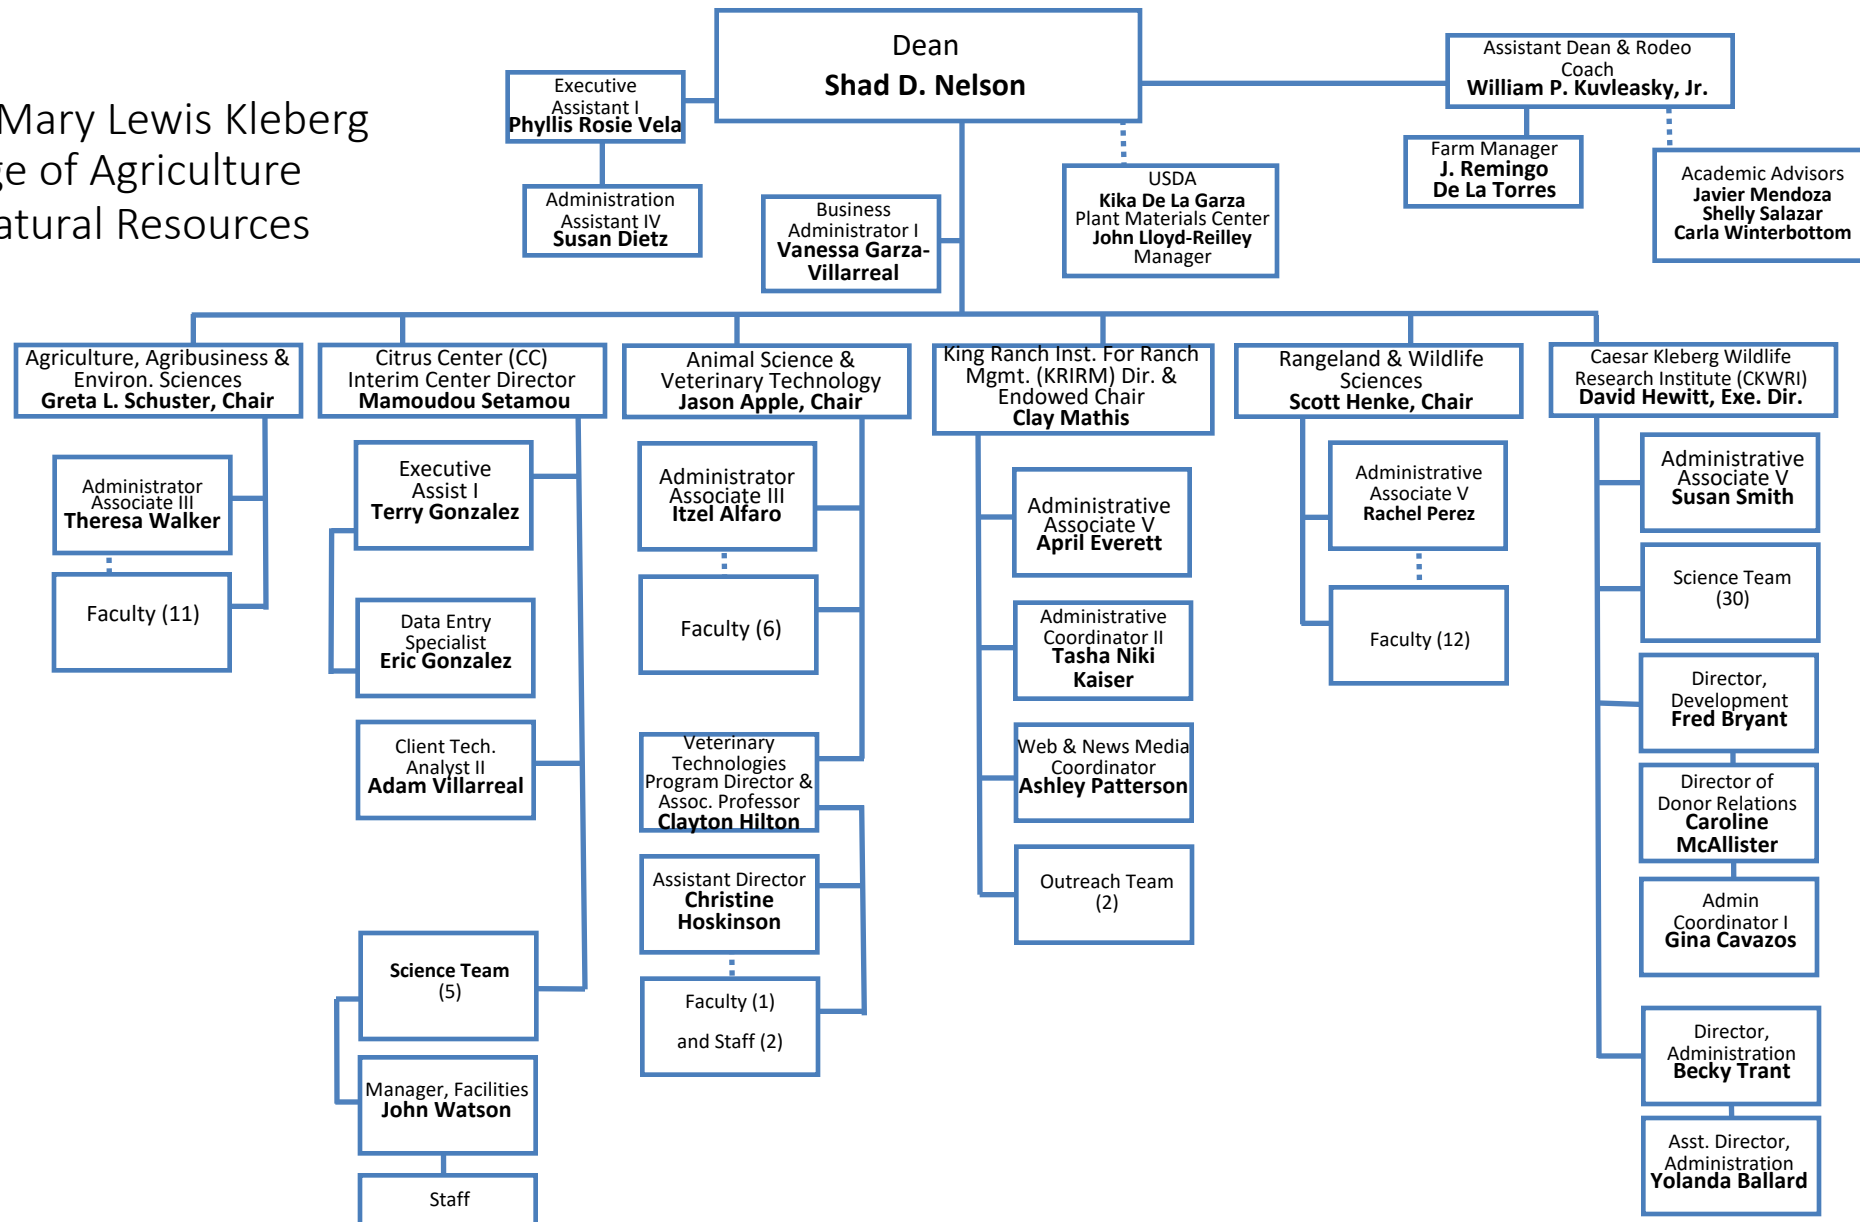 Mary Lewis Kleberg
ge of Agriculture
atural Resources
Dean
Shad D. Nelson
Executive
Assistant I
Phyllis Rosie Vela
Administration
Assistant IV
Susan Dietz
Business
Administrator I
Vanessa Garza-
Villarreal
USDA
Kika De La Garza
Plant Materials Center
John Lloyd-Reilley
Manager
Assistant Dean & Rodeo
Coach
William P. Kuvleasky, Jr.
Farm Manager
J. Remingo
De La Torres
Academic Advisors
Javier Mendoza
Shelly Salazar
Carla Winterbottom
Agriculture, Agribusiness &
Environ. Sciences
Greta L. Schuster, Chair
Administrator
Associate III
Theresa Walker
Faculty (11)
Citrus Center (CC)
Interim Center Director
Mamoudou Setamou
Executive
Assist I
Terry Gonzalez
Data Entry
Specialist
Eric Gonzalez
Client Tech.
Analyst II
Adam Villarreal
Science Team
(5)
Manager, Facilities
John Watson
Staff
Animal Science &
Veterinary Technology
Jason Apple, Chair
Administrator
Associate III
Itzel Alfaro
Faculty (6)
Veterinary
Technologies
Program Director &
Assoc. Professor
Clayton Hilton
Assistant Director
Christine
Hoskinson
Faculty (1)
and Staff (2)
King Ranch Inst. For Ranch
Mgmt. (KRIRM) Dir. &
Endowed Chair
Clay Mathis
Administrative
Associate V
April Everett
Administrative
Coordinator II
Tasha Niki
Kaiser
Web & News Media
Coordinator
Ashley Patterson
Outreach Team
(2)
Rangeland & Wildlife
Sciences
Scott Henke, Chair
Administrative
Associate V
Rachel Perez
Faculty (12)
Caesar Kleberg Wildlife
Research Institute (CKWRI)
David Hewitt, Exe. Dir.
Administrative
Associate V
Susan Smith
Science Team
(30)
Director,
Development
Fred Bryant
Director of
Donor Relations
Caroline
McAllister
Admin
Coordinator I
Gina Cavazos
Director,
Administration
Becky Trant
Asst. Director,
Administration
Yolanda Ballard